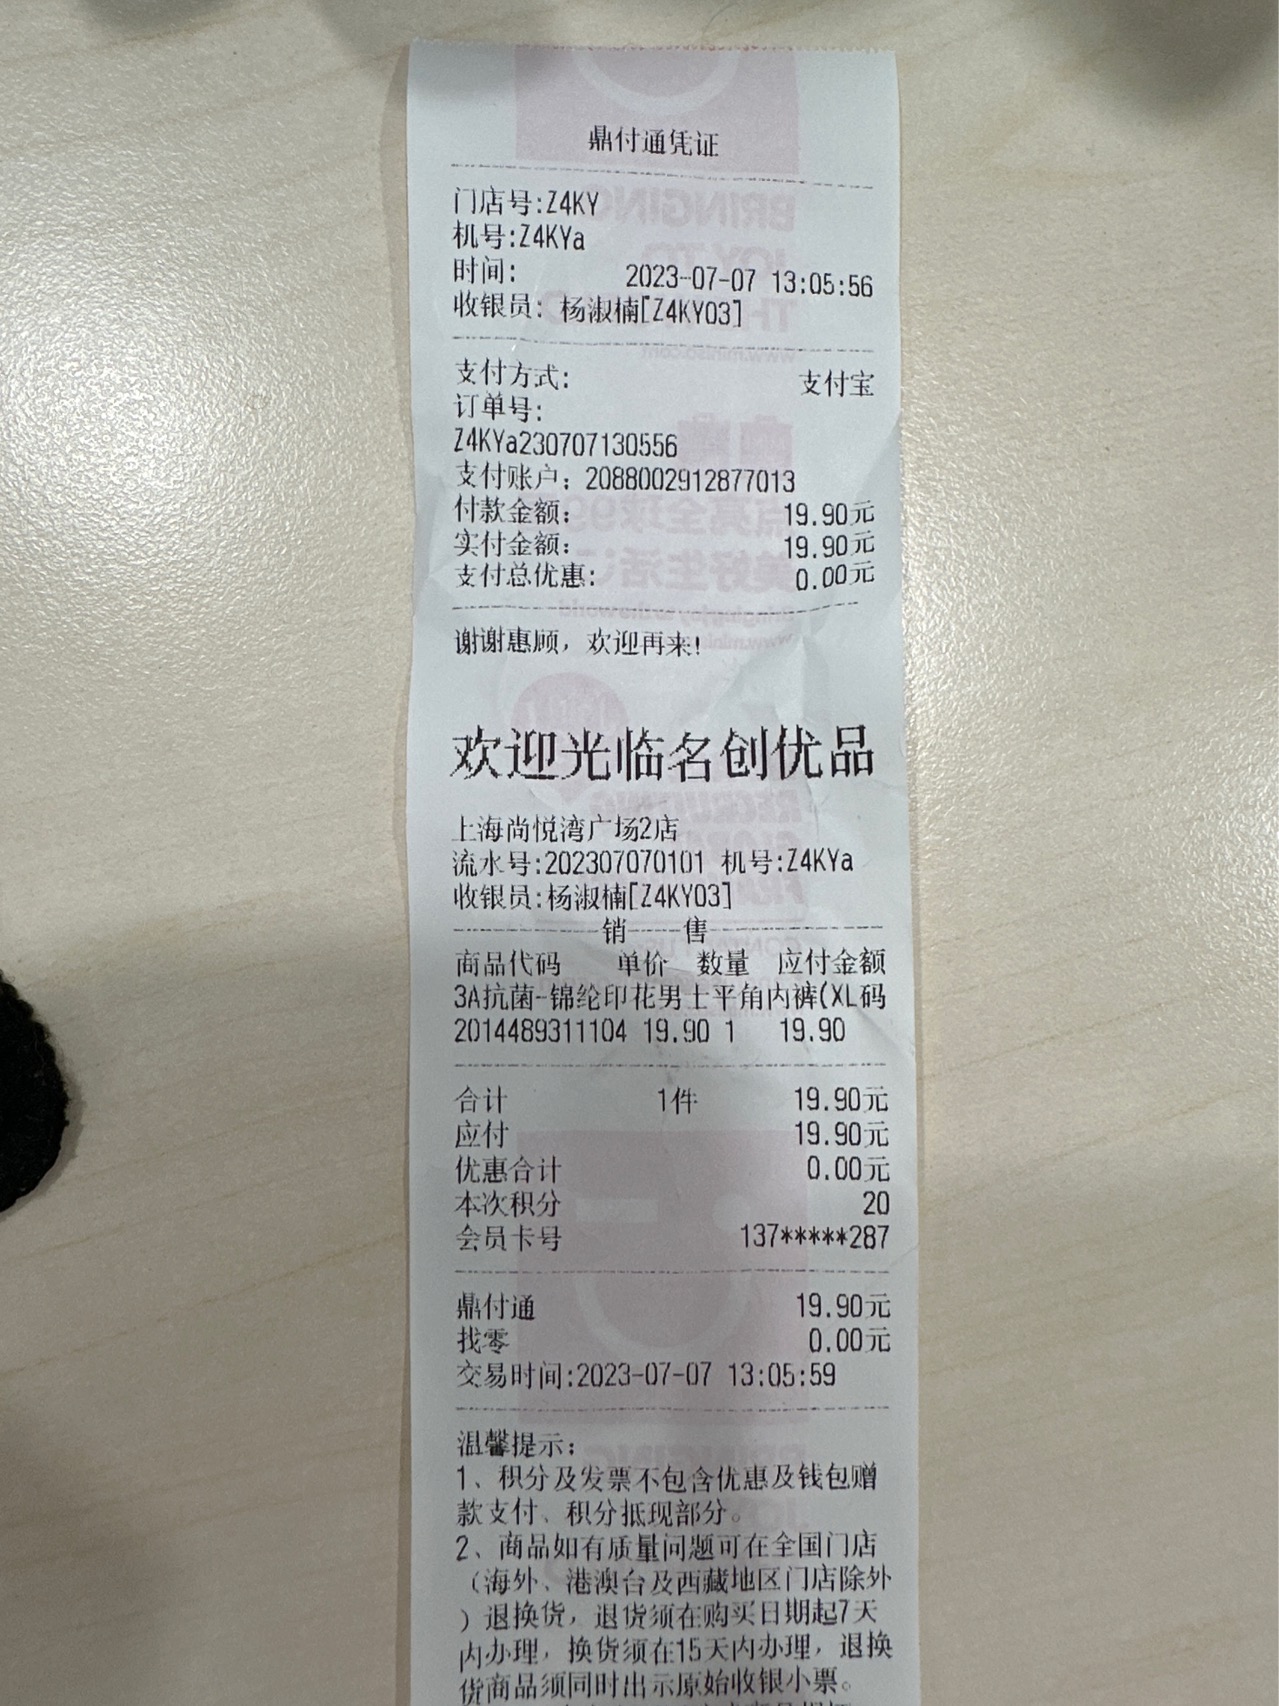 鼎付通凭证
门店号:Z4KY
机号:Z4KYa
时间: 2023-07-07 13:05:56
收银员: 杨淑楠[Z4KY03]
支付方式: 支付宝
订单号:
Z4KYa230707130556
支付账户: 2088002912877013
付款金额: 19.90元
实付金额: 19.90元
支付总优惠: 0.00元
谢谢惠顾，欢迎再来!
欢迎光临名创优品
上海尚悦湾广场2店
流水号:202307070101 机号:Z4KYa
收银员:杨淑楠[Z4KY03]
销 售
商品代码 单价 数量 应付金额
3A抗菌-锦纶印花男士平角内裤(XL码
2014489311104 19.90 1 19.90
合计 1件 19.90元
应付 19.90元
优惠合计 0.00元
本次积分 20
会员卡号 137*****287
鼎付通 19.90元
找零 0.00元
交易时间:2023-07-07 13:05:59
温馨提示:
1、积分及发票不包含优惠及钱包赠
款支付、积分抵现部分。
2、商品如有质量问题可在全国门店
（海外、港澳台及西藏地区门店除外
）退换货，退货须在购买日期起7天
内办理，换货须在15天内办理，退换
货商品须同时出示原始收银小票。